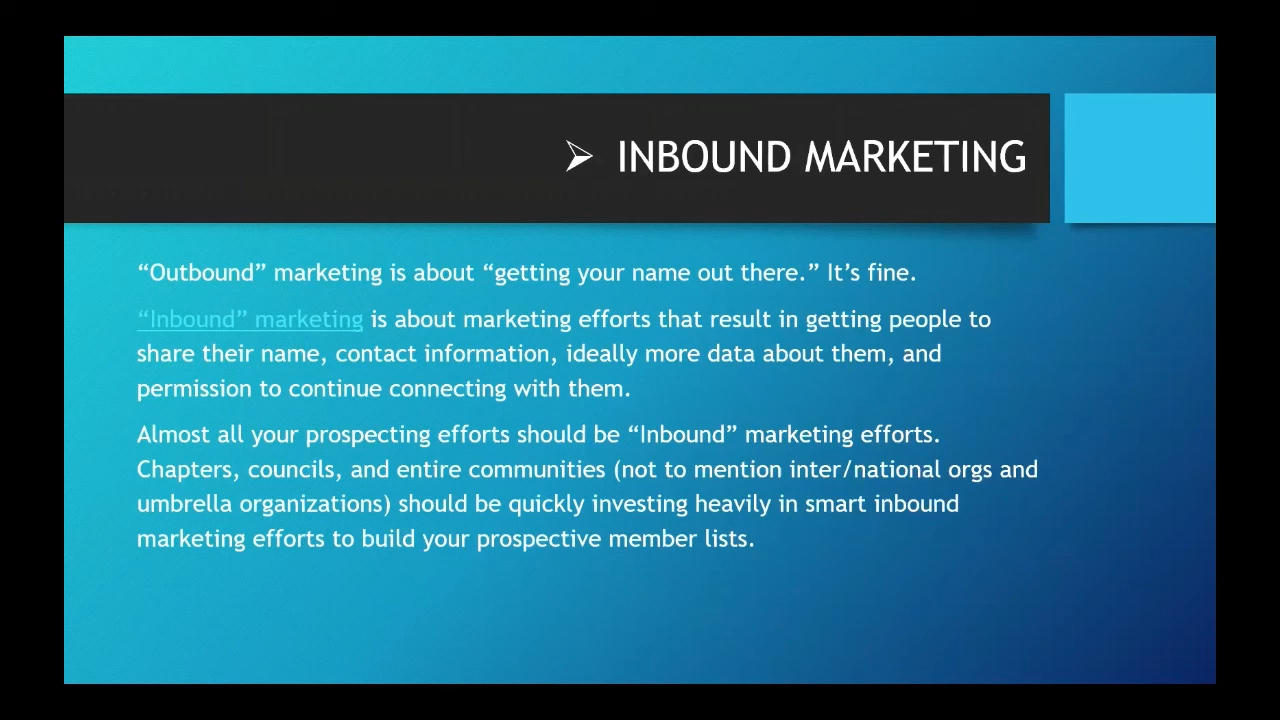 ➢ INBOUND MARKETING
“Outbound” marketing is about “getting your name out there.” It’s fine.
“Inbound” marketing is about marketing efforts that result in getting people to
share their name, contact information, ideally more data about them, and
permission to continue connecting with them.
Almost all your prospecting efforts should be “Inbound” marketing efforts.
Chapters, councils, and entire communities (not to mention inter/national orgs and
umbrella organizations) should be quickly investing heavily in smart inbound
marketing efforts to build your prospective member lists.